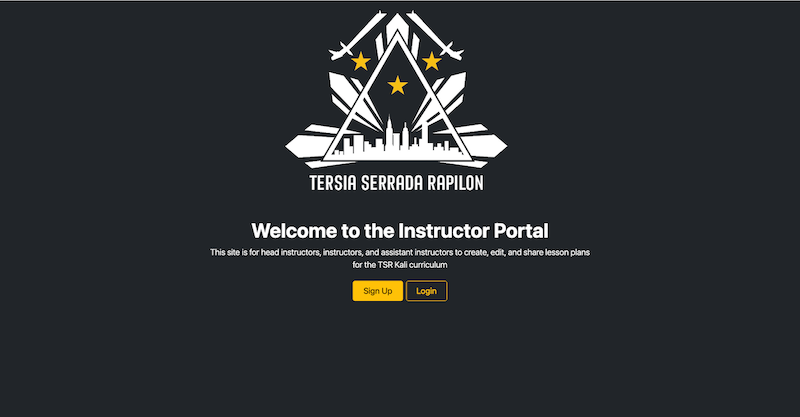 TERSIA SERRADA RAPILON
Welcome to the Instructor Portal
This site is for head instructors, instructors, and assistant instructors to create, edit, and share lesson plans
for the TSR Kali curriculum
Sign Up Login